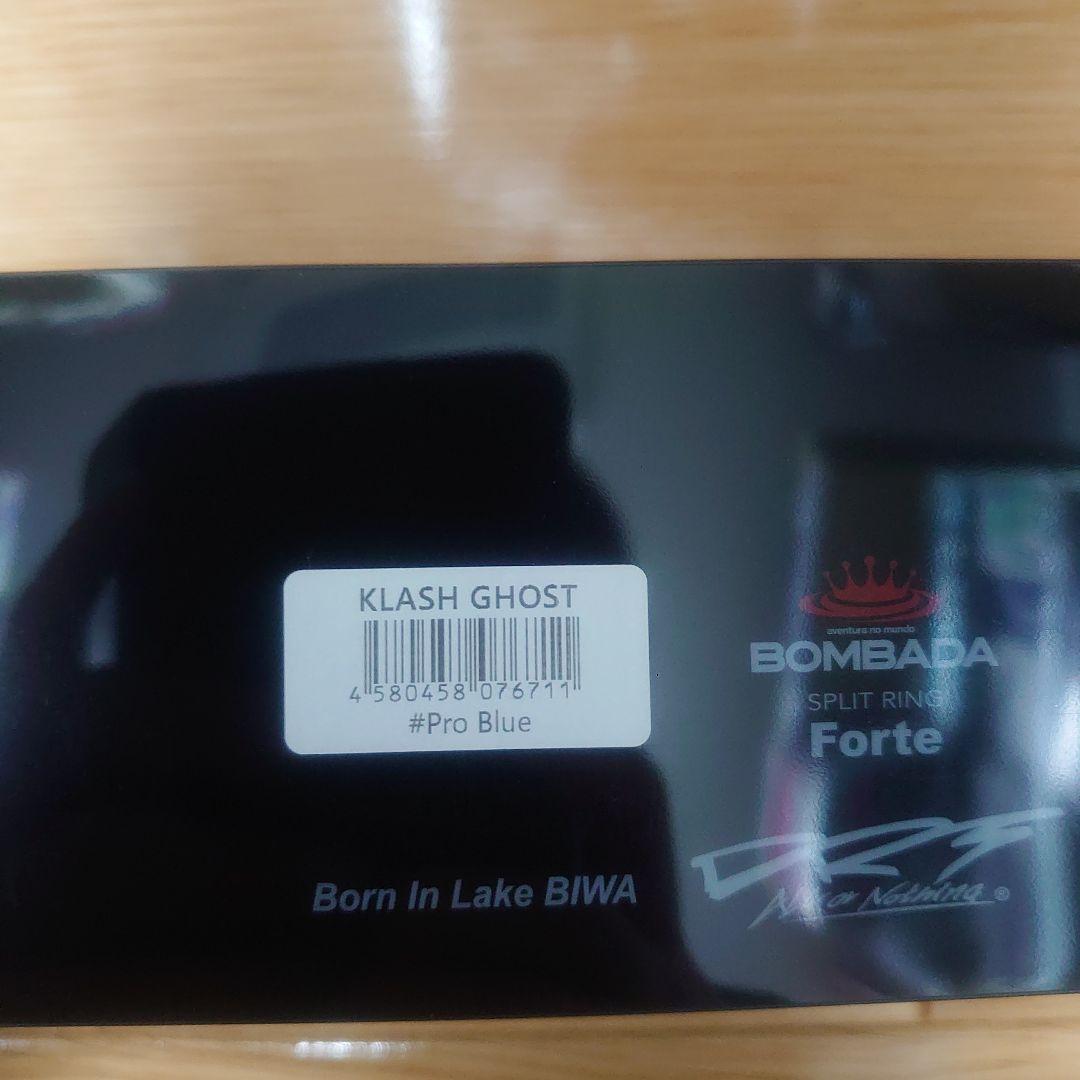 KLASH GHOST
4 580458 076711
#Pro Blue
aventura no mundo
BOMBADA
SPLIT RING
Forte
DRT
All or Nothing ®
Born In Lake BIWA